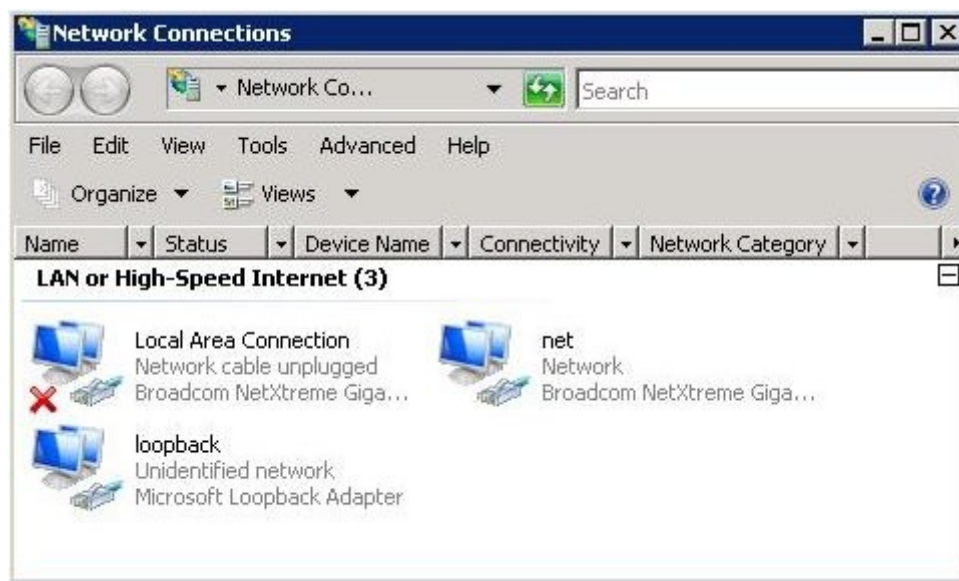 Network Connections
Network Co...
Search
File Edit View Tools Advanced Help
Organize Views
Name Status Device Name Connectivity Network Category
LAN or High-Speed Internet (3)
Local Area Connection
Network cable unplugged
Broadcom NetXtreme Giga...
net
Network
Broadcom NetXtreme Giga...
loopback
Unidentified network
Microsoft Loopback Adapter